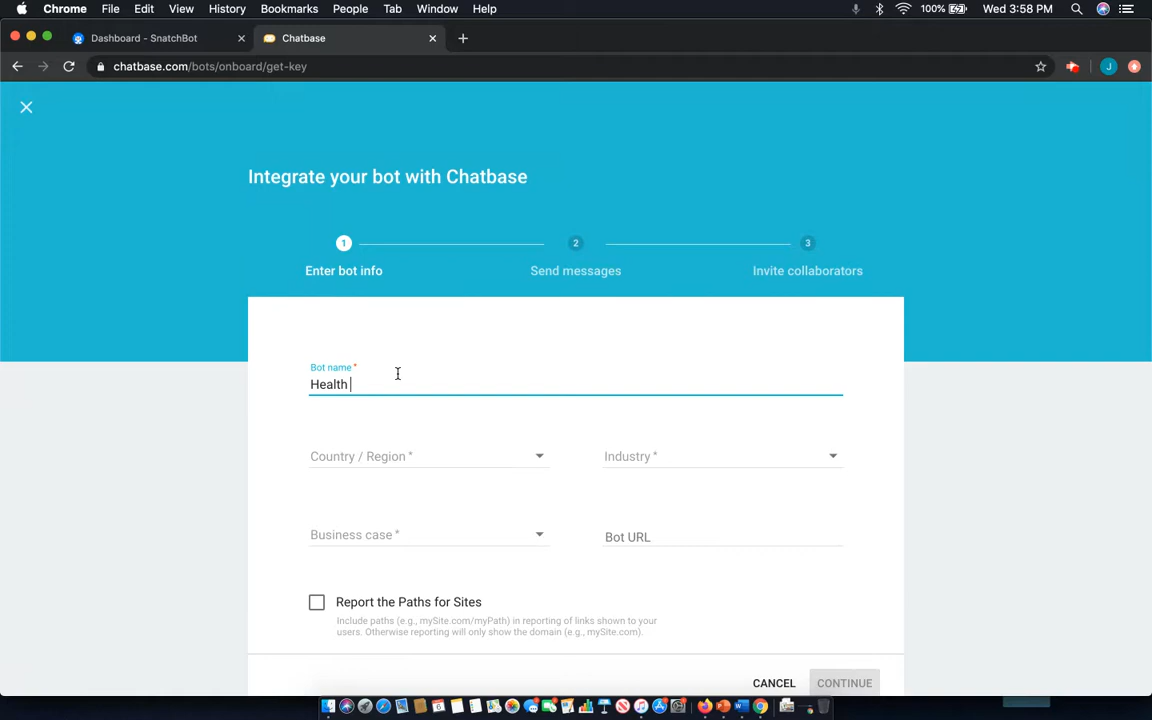 Chrome File Edit View History Bookmarks People Tab Window Help 100% Wed 3:58 PM
Dashboard - SnatchBot Chatbase
chatbase.com/bots/onboard/get-key J
Integrate your bot with Chatbase
1 2 3
Enter bot info Send messages Invite collaborators
Bot name *
Health
Country / Region * Industry *
Business case * Bot URL
Report the Paths for Sites
Include paths (e.g., mySite.com/myPath) in reporting of links shown to your
users. Otherwise reporting will only show the domain (e.g., mySite.com).
CANCEL CONTINUE